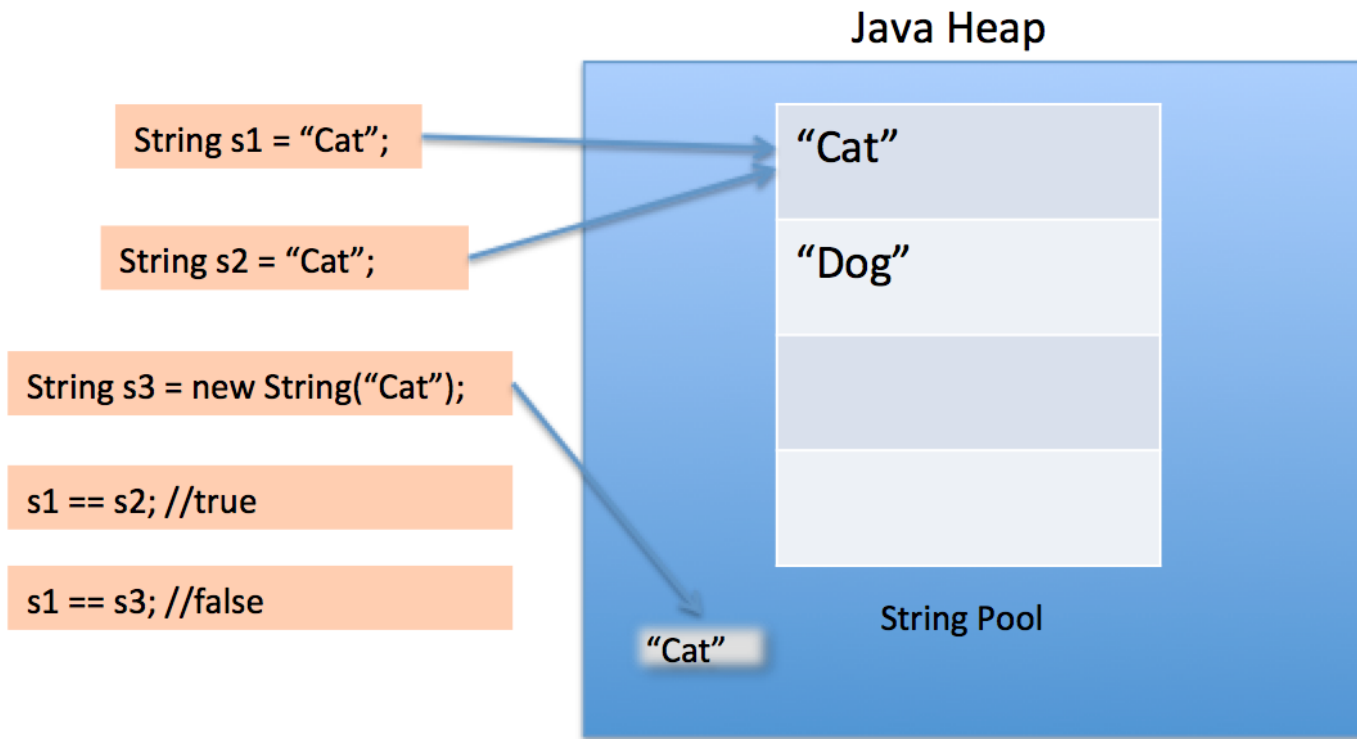 Java Heap
String s1 = “Cat”;
“Cat”
String s2 = “Cat”;
“Dog”
String s3 = new String(“Cat”);
s1 == s2; //true
s1 == s3; //false
String Pool
“Cat”